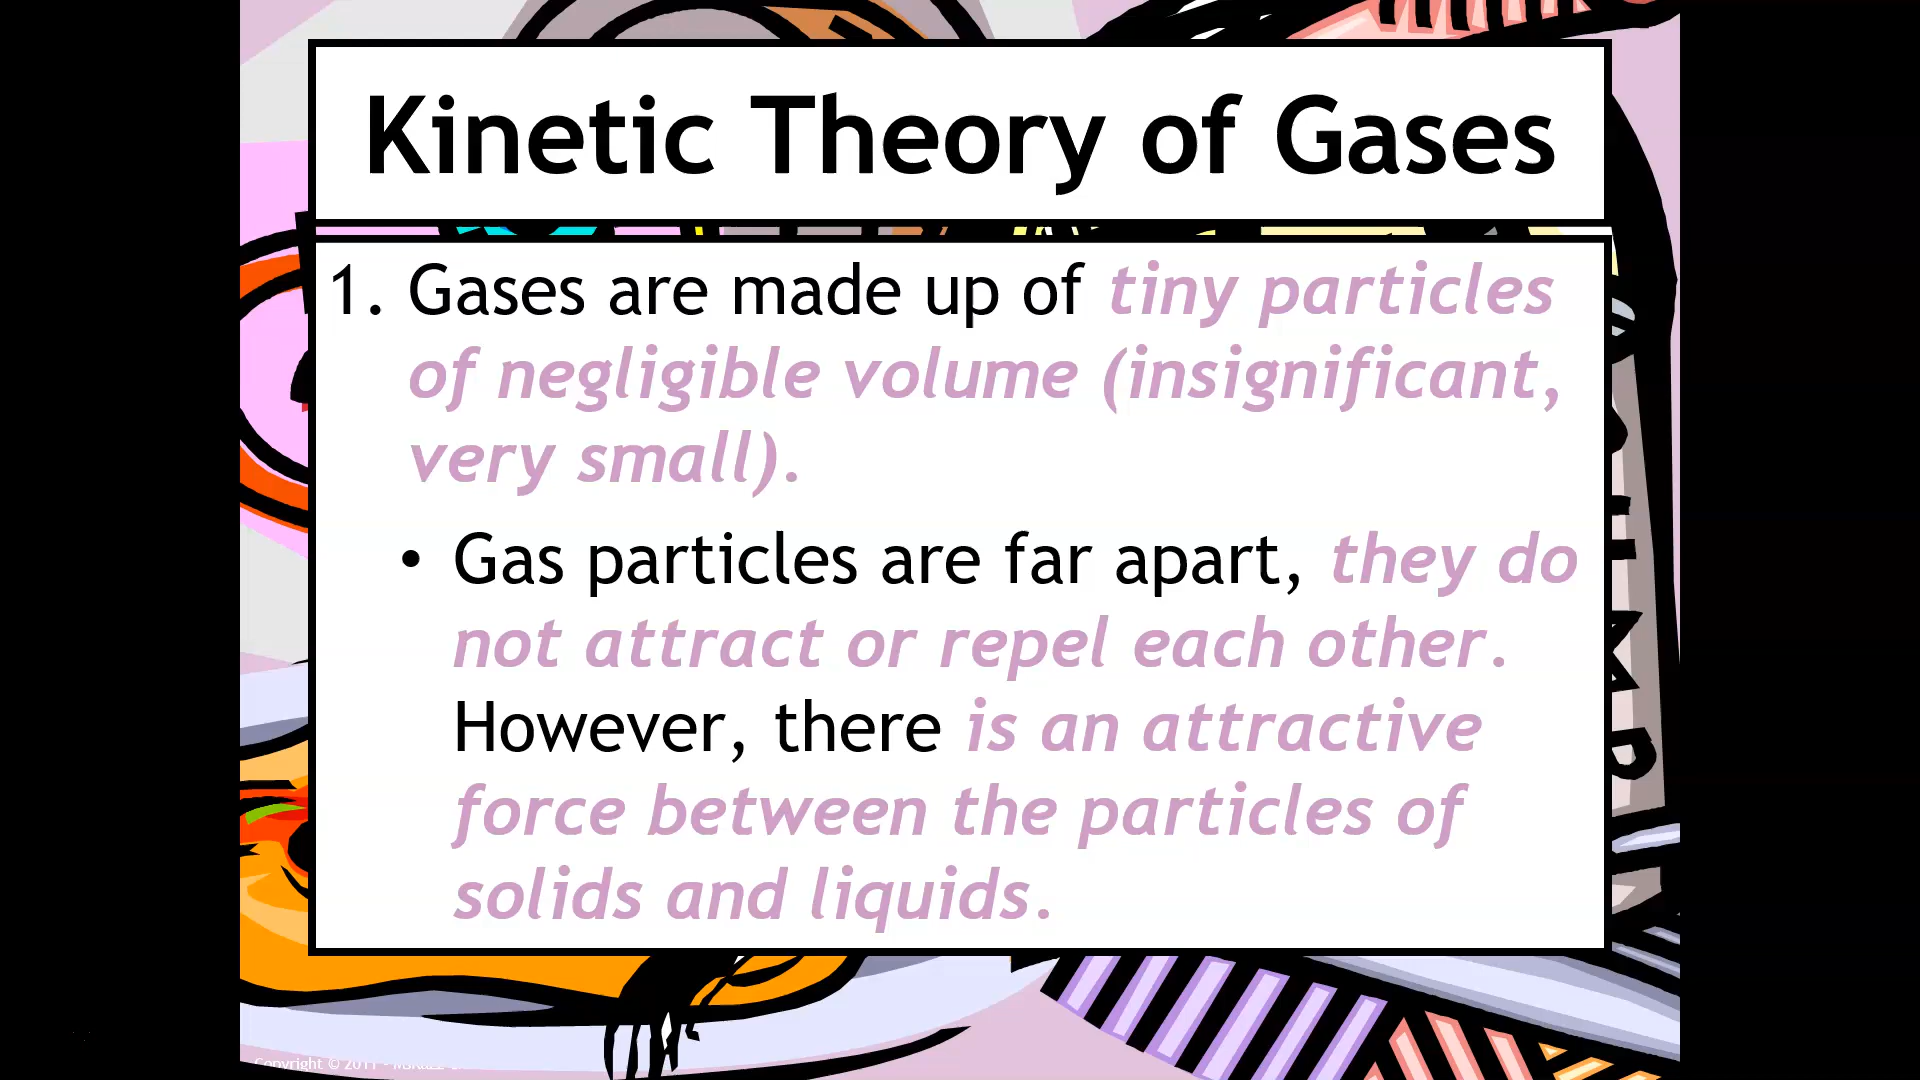 Kinetic Theory of Gases
1. Gases are made up of tiny particles
of negligible volume (insignificant,
very small).
• Gas particles are far apart, they do
not attract or repel each other.
However, there is an attractive
force between the particles of
solids and liquids.
Copyright © 2011 -